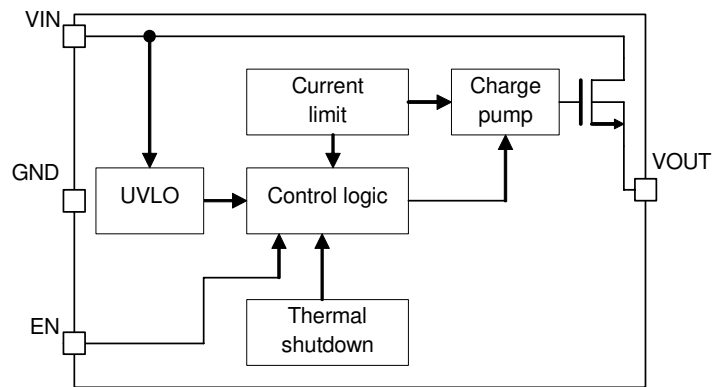 VIN
Current
limit
Charge
pump
GND
VOUT
UVLO
Control logic
EN
Thermal
shutdown